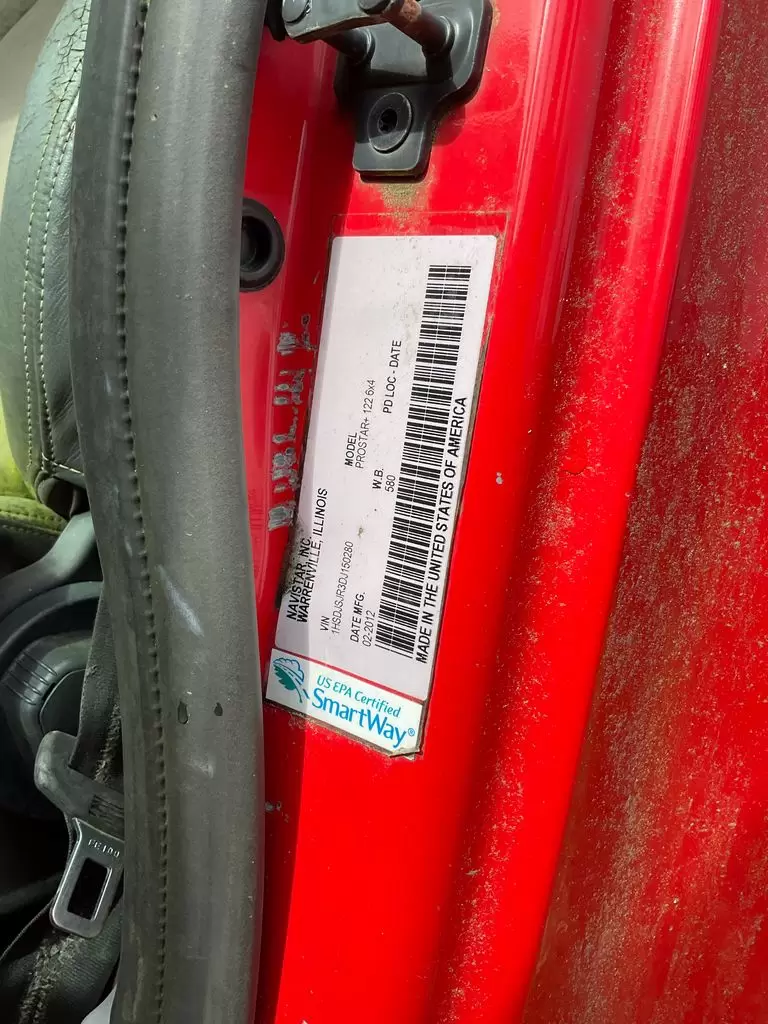 NAVISTAR, INC.
WARRENVILLE, ILLINOIS
VIN
1HSDJSJR3DJ150280
MODEL
PROSTAR+ 122 6x4
DATE MFG.
02-2012
W.B.
580
PD LOC - DATE
MADE IN THE UNITED STATES OF AMERICA
US EPA Certified
SmartWay®